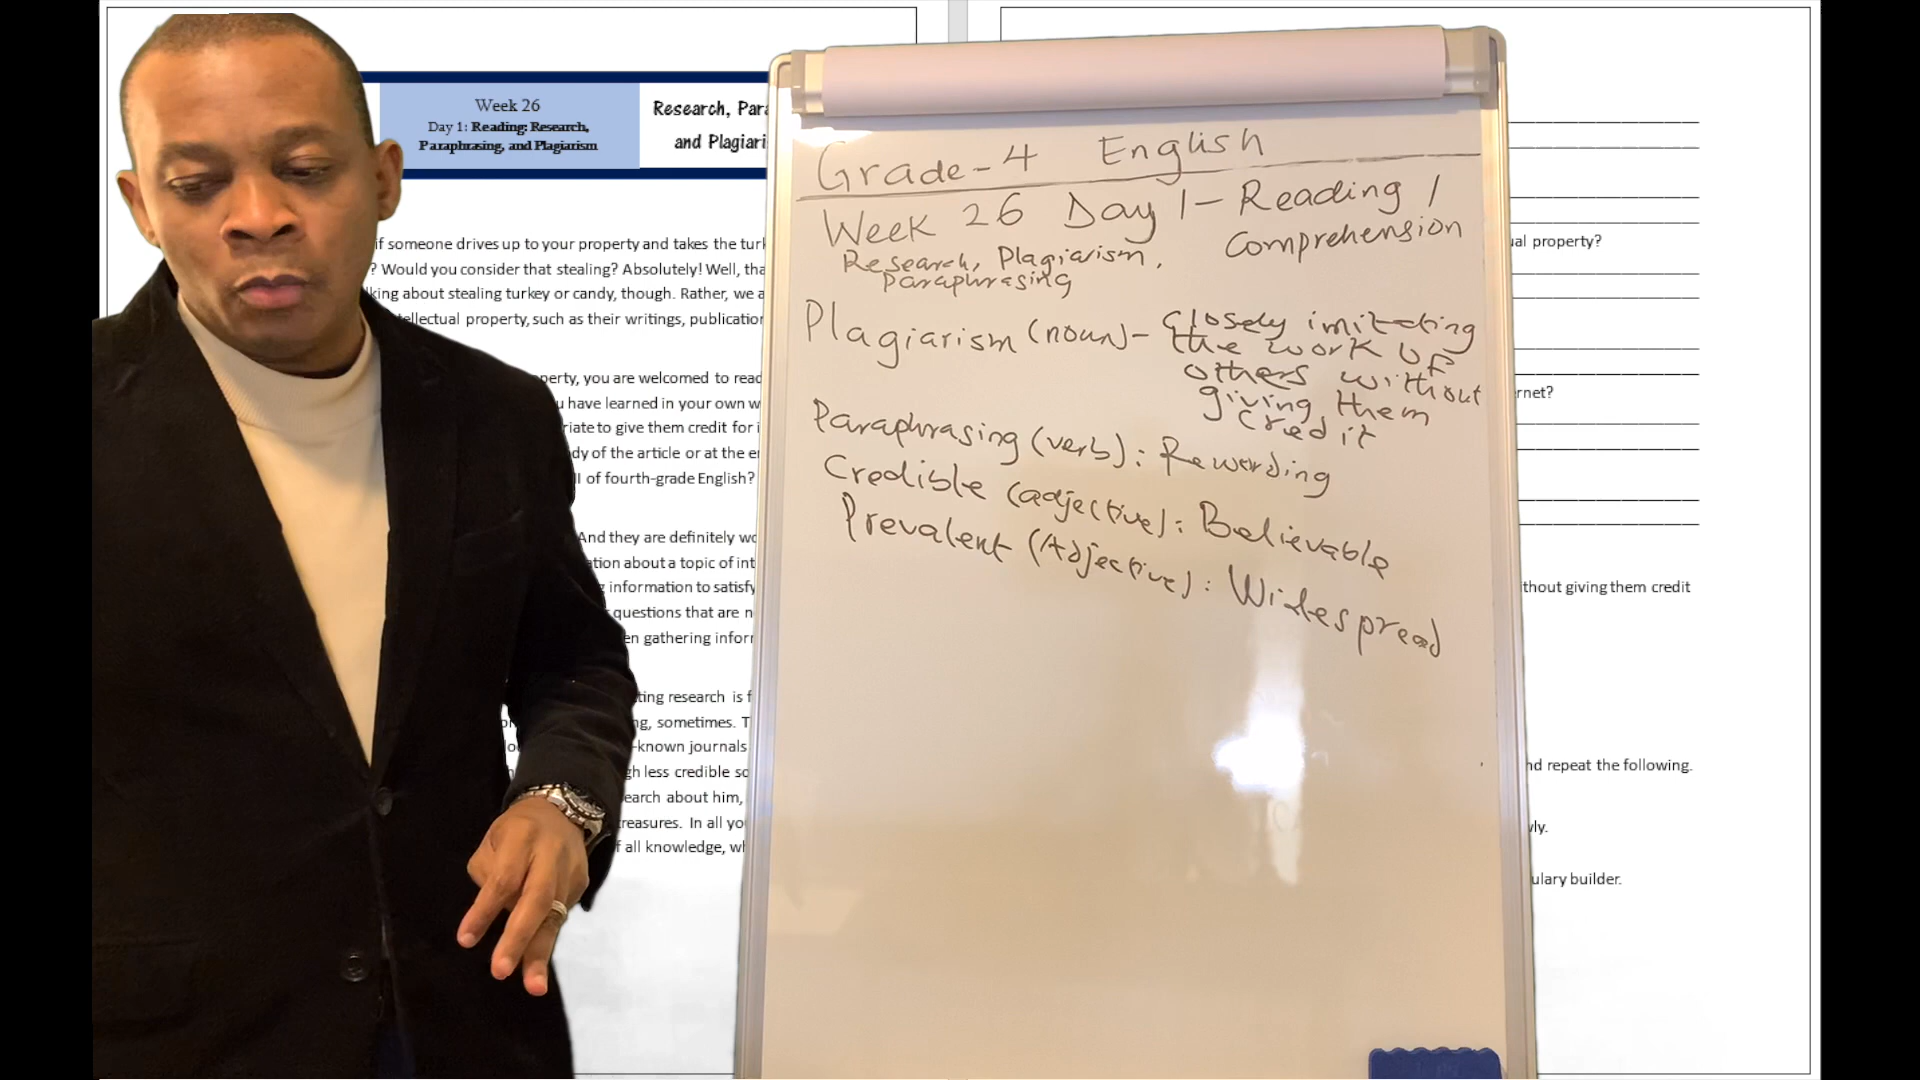 Week 26
Day 1: Reading: Research,
Paraphrasing, and Plagiarism
Research, Para
and Plagiari
if someone drives up to your property and takes the turk
? Would you consider that stealing? Absolutely! Well, tha
lking about stealing turkey or candy, though. Rather, we a
tellectual property, such as their writings, publication
operty, you are welcomed to read
u have learned in your own w
riate to give them credit for i
dy of the article or at the e
II of fourth-grade English?
And they are definitely wo
ation about a topic of int
information to satisfy
questions that are n
en gathering infor
ting research is f
ng, sometimes. T
-known journals
gh less credible so
earch about him,
treasures. In all yo
f all knowledge, wh
Grade-4 English
Week 26 Day 1- Reading /
Comprehension
Research, Plagiarism,
Paraphrasing
Plagiarism (noun)- Closely imitating
the work of
others without
giving them
credit
Paraphrasing (verb): Rewording
Credible (adjective): Believable
Prevalent (Adjective): Widespread
al property?
rnet?
thout giving them credit
nd repeat the following.
wly.
ulary builder.